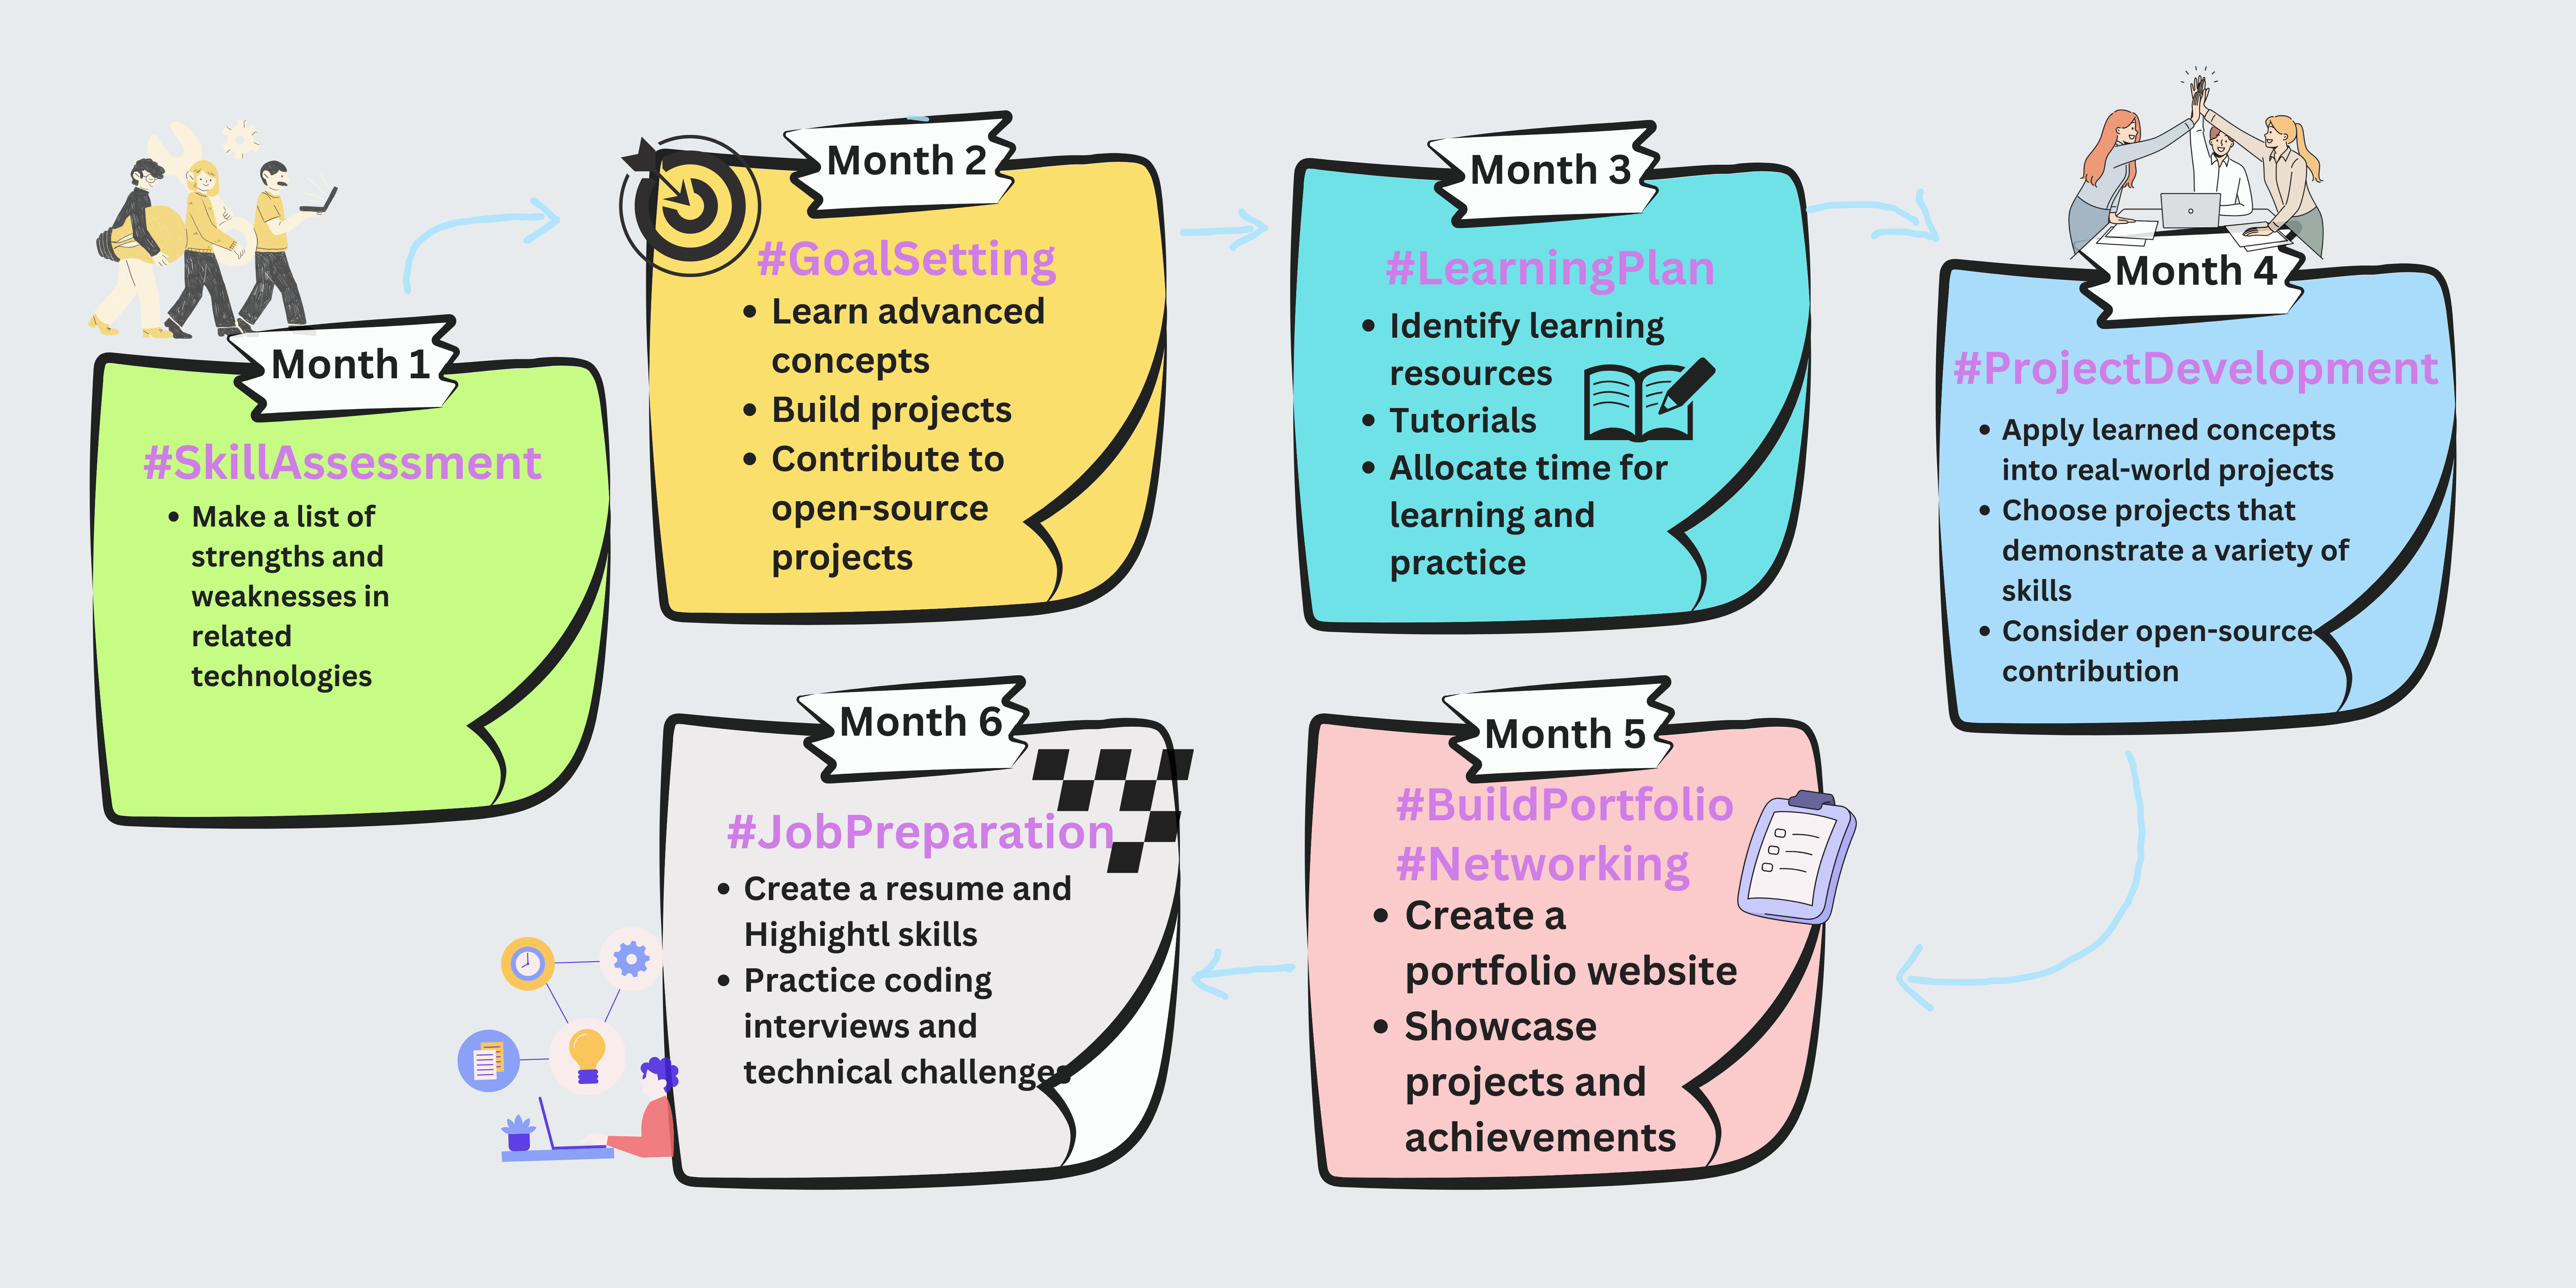 Month 1
#SkillAssessment
• Make a list of
strengths and
weaknesses in
related
technologies
Month 2
#GoalSetting
• Learn advanced
concepts
• Build projects
• Contribute to
open-source
projects
Month 3
#LearningPlan
• Identify learning
resources
• Tutorials
• Allocate time for
learning and
practice
Month 4
#ProjectDevelopment
• Apply learned concepts
into real-world projects
• Choose projects that
demonstrate a variety of
skills
• Consider open-source
contribution
Month 5
#BuildPortfolio
#Networking
• Create a
portfolio website
• Showcase
projects and
achievements
Month 6
#JobPreparation
• Create a resume and
Highightl skills
• Practice coding
interviews and
technical challenges